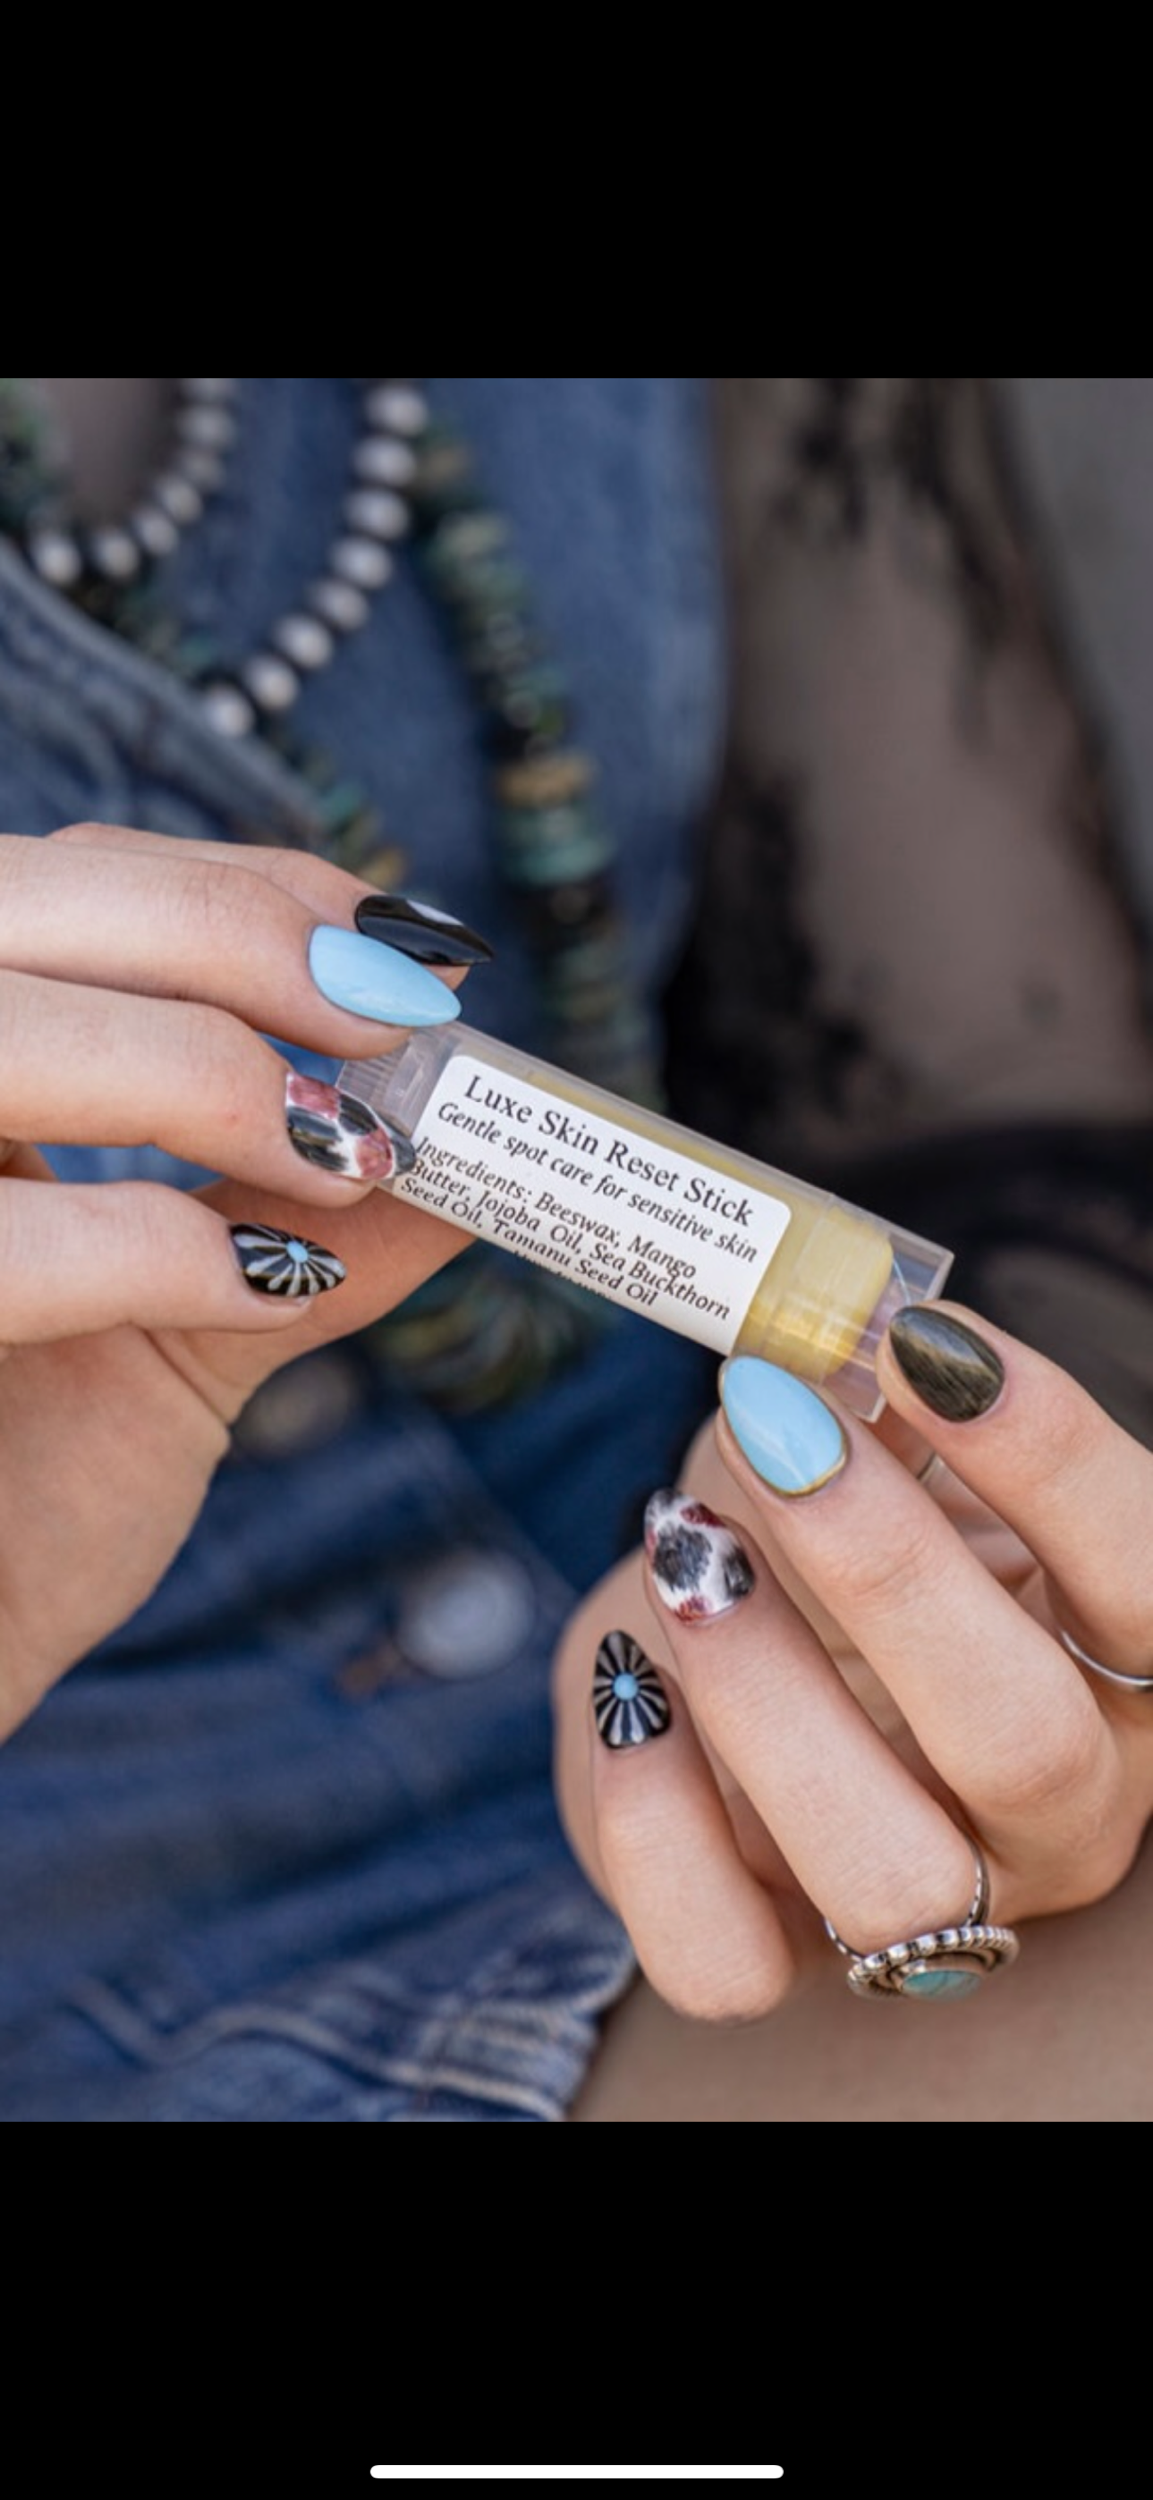 Luxe Skin Reset Stick
Gentle spot care for sensitive skin
Ingredients: Beeswax, Mango
Butter, Jojoba Oil, Sea Buckthorn
Seed Oil, Tamanu Seed Oil